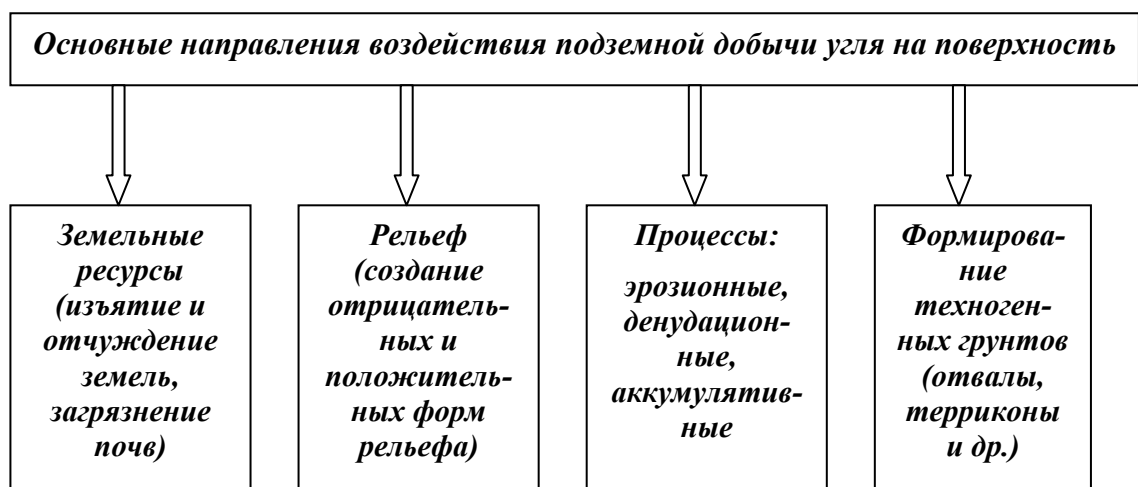 Основные направления воздействия подземной добычи угля на поверхность
Земельные
ресурсы
(изъятие и
отчуждение
земель,
загрязнение
почв)
Рельеф
(создание
отрицатель-
ных и
положитель-
ных форм
рельефа)
Процессы:
эрозионные,
денудацион-
ные,
аккумулятив-
ные
Формирова-
ние
техноген-
ных грунтов
(отвалы,
терриконы
и др.)